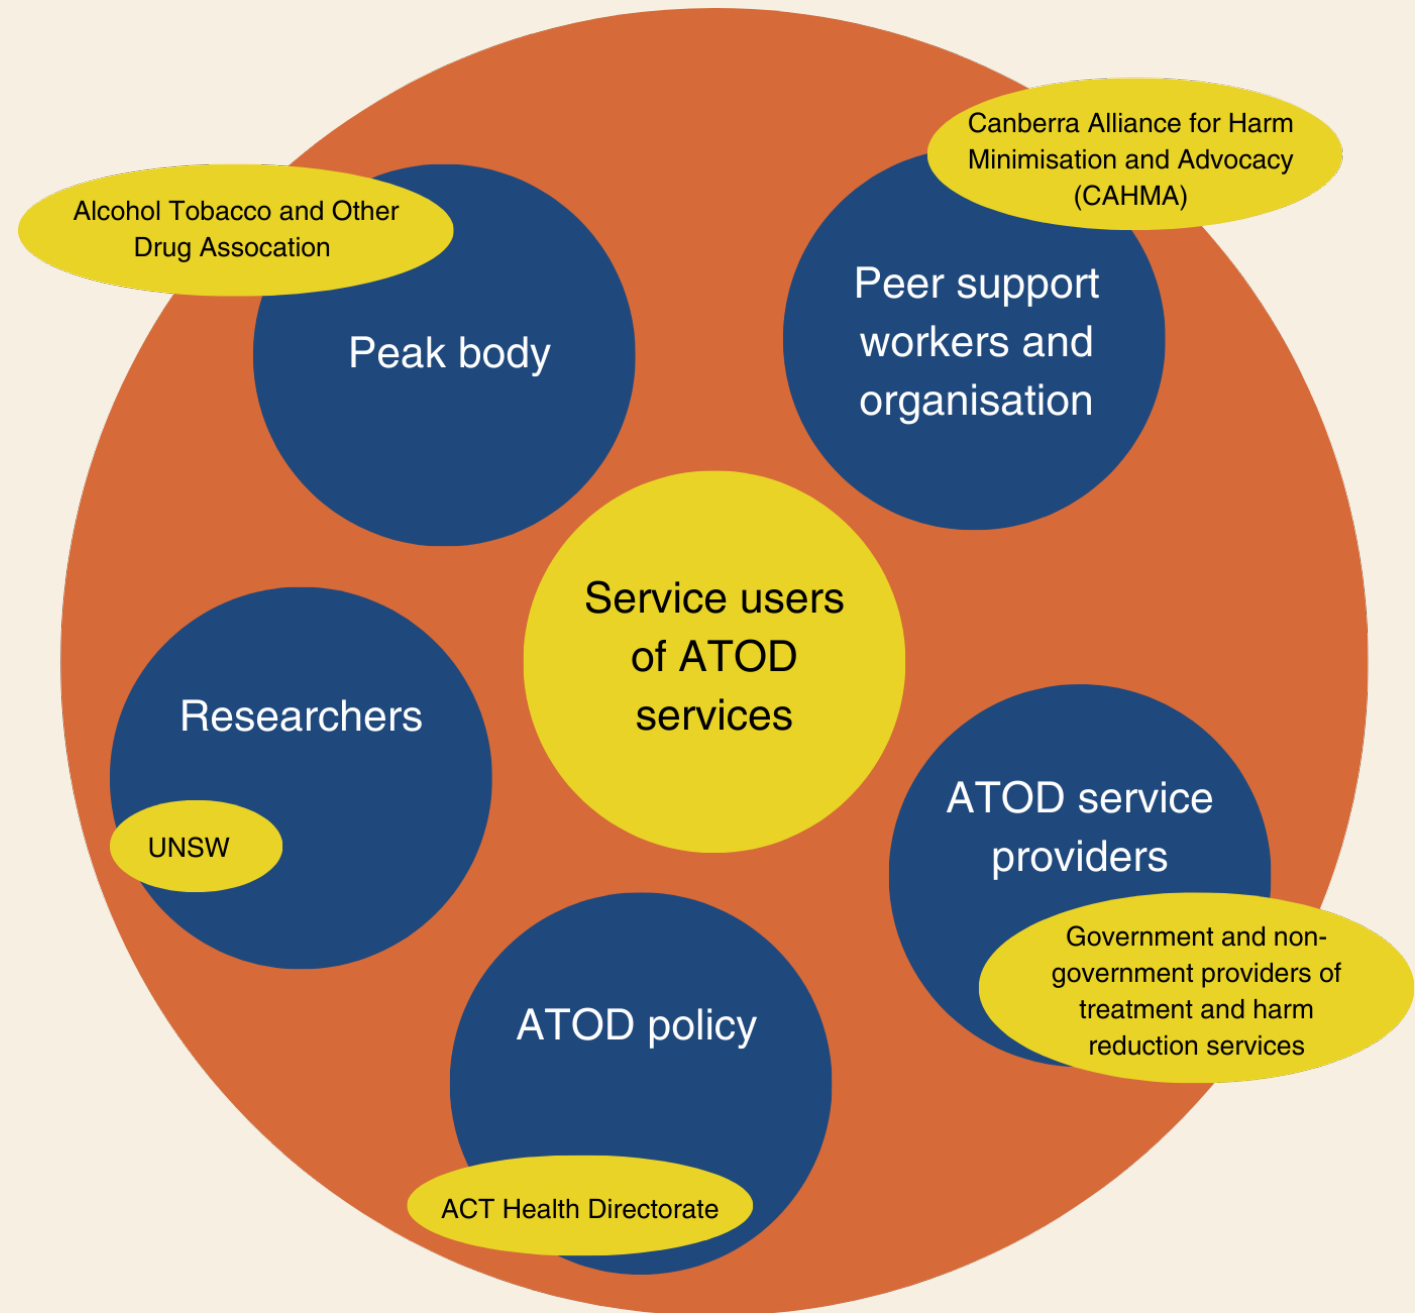 Canberra Alliance for Harm
Minimisation and Advocacy
(CAHMA)
Alcohol Tobacco and Other
Drug Assocation
Peak body
Peer support
workers and
organisation
Service users
of ATOD
services
Researchers
UNSW
ATOD service
providers
Government and non-
government providers of
treatment and harm
reduction services
ATOD policy
ACT Health Directorate